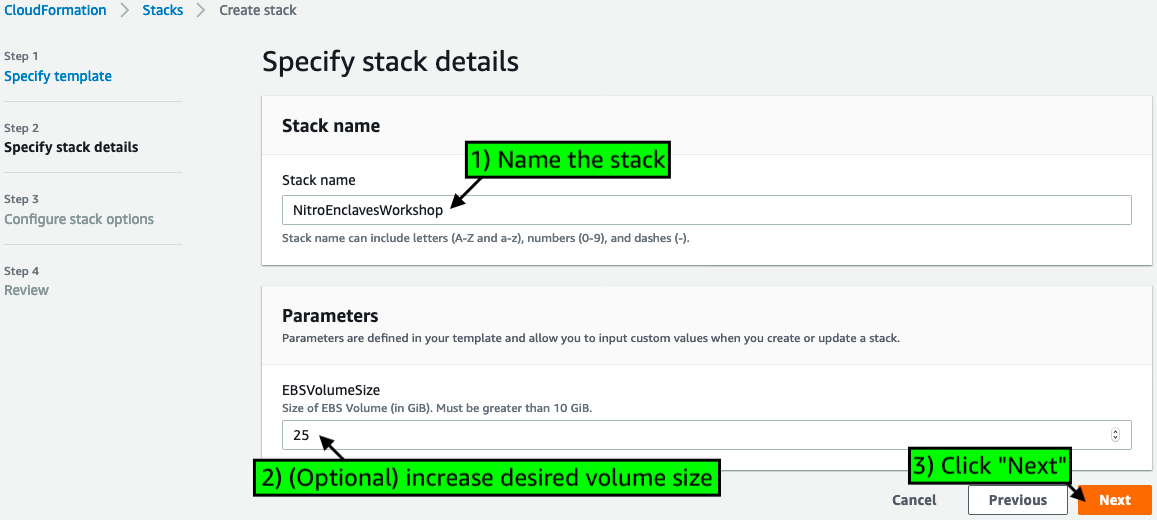 CloudFormation > Stacks > Create stack
Step 1
Specify template
Step 2
Specify stack details
Step 3
Configure stack options
Step 4
Review
Specify stack details
Stack name
1) Name the stack
Stack name
NitroEnclavesWorkshop
Stack name can include letters (A-Z and a-z), numbers (0-9), and dashes (-).
Parameters
Parameters are defined in your template and allow you to input custom values when you create or update a stack.
EBSVolumeSize
Size of EBS Volume (in GiB). Must be greater than 10 GiB.
25
2) (Optional) increase desired volume size
3) Click "Next"
Cancel Previous Next